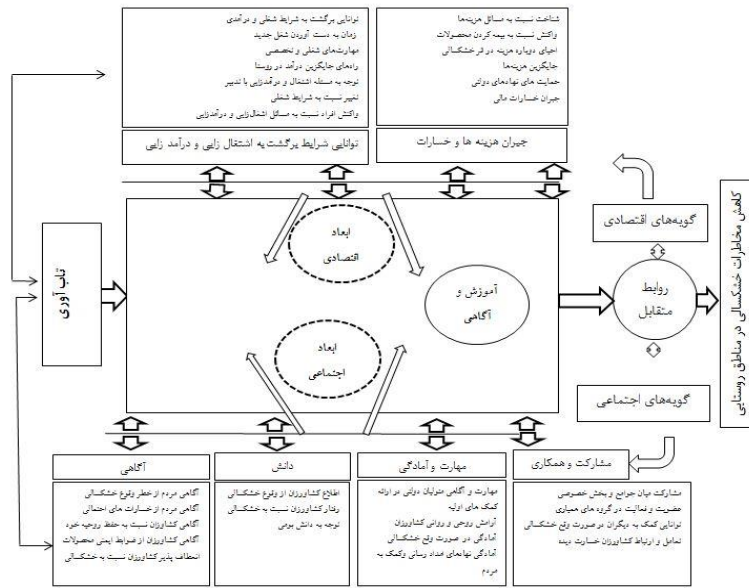 توانایی برگشت به شرایط شغلی و درآمدی
زمان به دست آوردن شغل جدید
مهارت‌های شغلی و تخصصی
راه‌های جایگزین درآمد در روستا
توجه به مسئله اشتغال و درآمدزایی با تدبیر
تغییر نسبت به شرایط شغلی
واکنش افراد نسبت به مسائل اشغال‌زایی و درآمدزایی
توانایی شرایط برگشت به اشتغال زایی و درآمد زایی
شناخت نسبت به مسائل هزینه‌ها
واکنش نسبت به بیمه کردن محصولات
احیای دوباره هزینه در اثر خشکسالی
جایگزین هزینه‌ها
حمایت های نهادهای دولتی
جبران خسارات مالی
جبران هزینه ها و خسارات
تاب آوری
ابعاد
اقتصادی
ابعاد
اجتماعی
آموزش و
آگاهی
گویه‌های اقتصادی
روابط
متقابل
گویه‌های اجتماعی
کاهش مخاطرات خشکسالی در مناطق روستایی
آگاهی
آگاهی مردم از خطر وقوع خشکسالی
آگاهی مردم از خسارات های احتمالی
آگاهی کشاورزان نسبت به حفظ روحیه خود
آگاهی کشاورزان از ضوابط ایمنی محصولات
انعطاف پذیر کشاورزان نسبت به خشکسالی
دانش
اطلاع کشاورزان از وقوع خشکسالی
رفتار کشاورزان نسبت به خشکسالی
توجه به دانش بومی
مهارت و آمادگی
مهارت و آگاهی متولیان دولتی در ارائه
کمک های اولیه
آرامش روحی و روانی کشاورزان
آمادگی در صورت وقع خشکسالی
آمادگی نهادهای امداد رسانی وکمک به
مردم
مشارکت و همکاری
مشارکت میان جوامع و بخش خصوصی
عضویت و فعالیت در گروه های همیاری
توانایی کمک به دیگران در صورت وقع خشکسالی
تعامل و ارتباط کشاورزان خسارت دیده